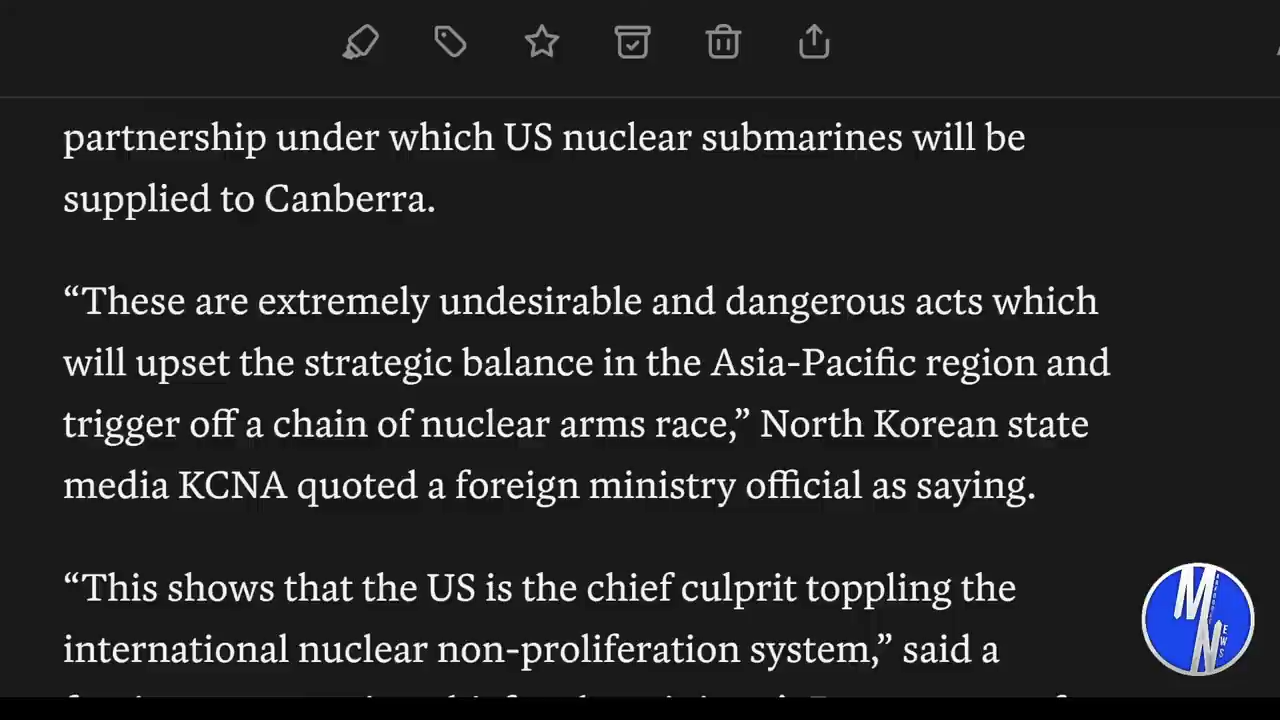 partnership under which US nuclear submarines will be
supplied to Canberra.
“These are extremely undesirable and dangerous acts which
will upset the strategic balance in the Asia-Pacific region and
trigger off a chain of nuclear arms race,” North Korean state
media KCNA quoted a foreign ministry official as saying.
“This shows that the US is the chief culprit toppling the
international nuclear non-proliferation system,” said a
M
N
EWS